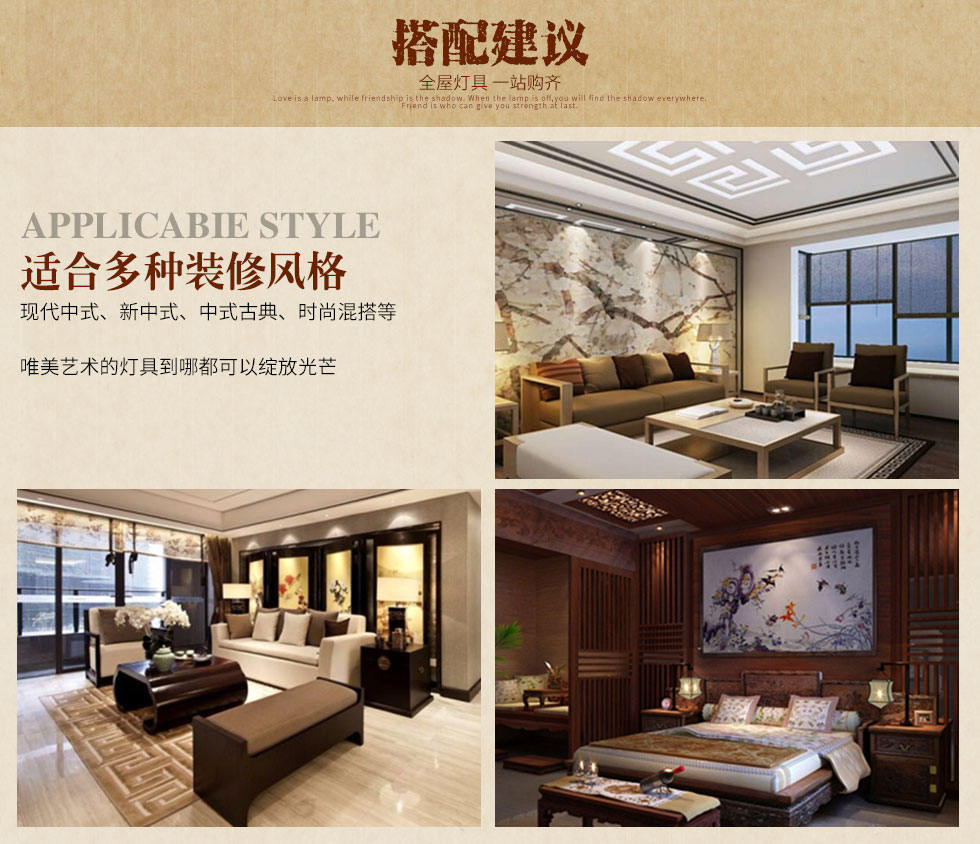 搭配建议
全屋灯具 一站购齐
Love is a lamp, while friendship is the shadow. When the lamp is off,you will find the shadow everywhere.
Friend is who can give you strength at last.
APPLICABIE STYLE
适合多种装修风格
现代中式、新中式、中式古典、时尚混搭等
唯美艺术的灯具到哪都可以绽放光芒